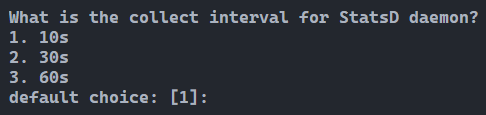 What is the collect interval for StatsD daemon?
1. 10s
2. 30s
3. 60s
default choice: [1]: